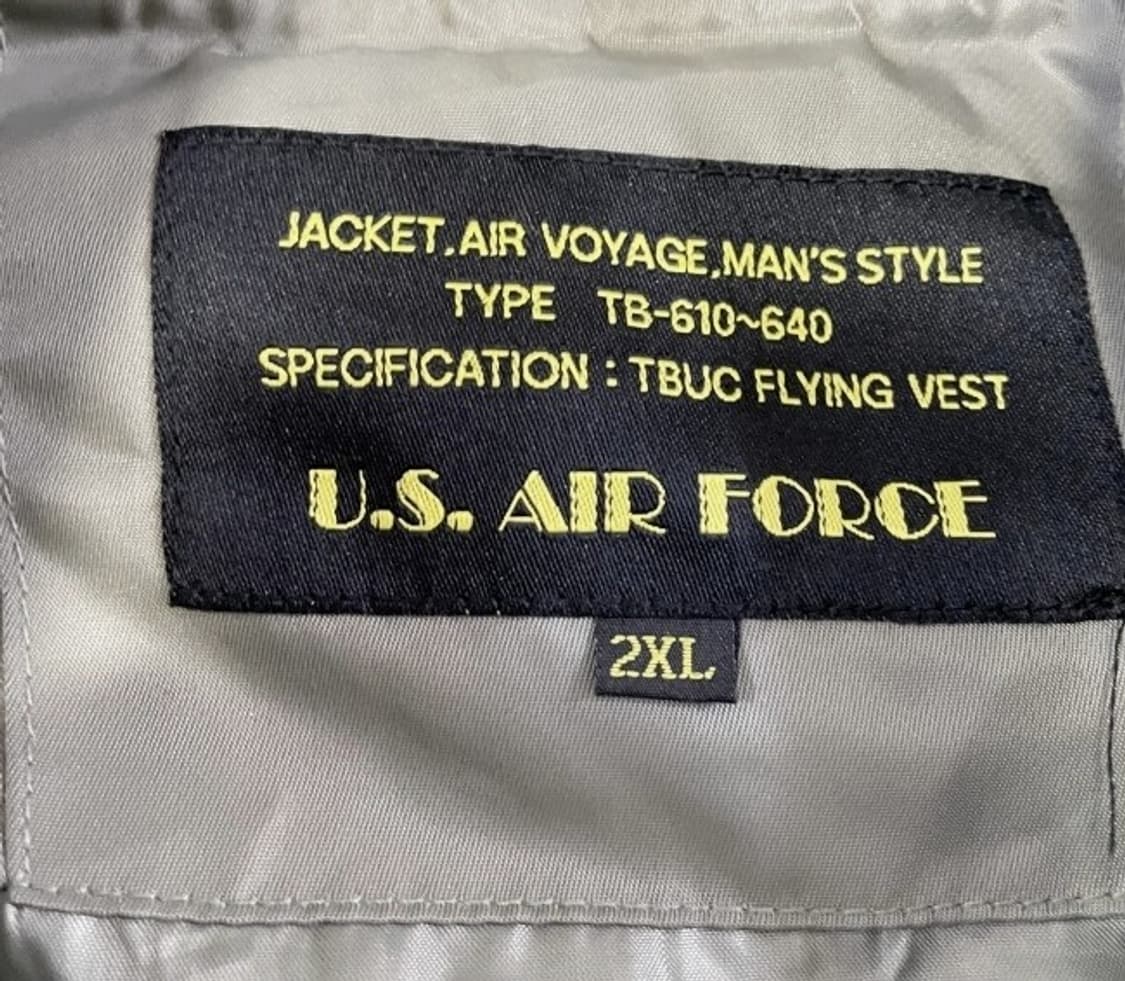 JACKET,AIR VOYAGE,MAN'S STYLE
TYPE TB-610~640
SPECIFICATION : TBUC FLYING VEST
U.S. AIR FORCE
2XL